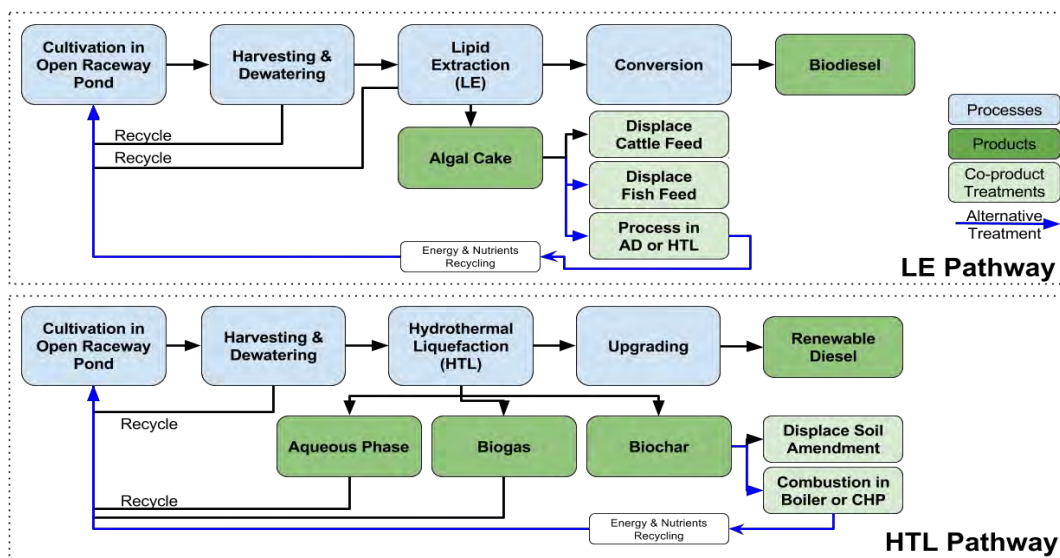 Cultivation in
Open Raceway
Pond
Harvesting &
Dewatering
Lipid
Extraction
(LE)
Conversion
Biodiesel
Processes
Products
Co-product
Treatments
Alternative
Treatment
Recycle
Recycle
Algal Cake
Displace
Cattle Feed
Displace
Fish Feed
Process in
AD or HTL
Energy & Nutrients
Recycling
LE Pathway
Cultivation in
Open Raceway
Pond
Harvesting &
Dewatering
Hydrothermal
Liquefaction
(HTL)
Upgrading
Renewable
Diesel
Recycle
Aqueous Phase
Biogas
Biochar
Displace Soil
Amendment
Combustion in
Boiler or CHP
Recycle
Energy & Nutrients
Recycling
HTL Pathway